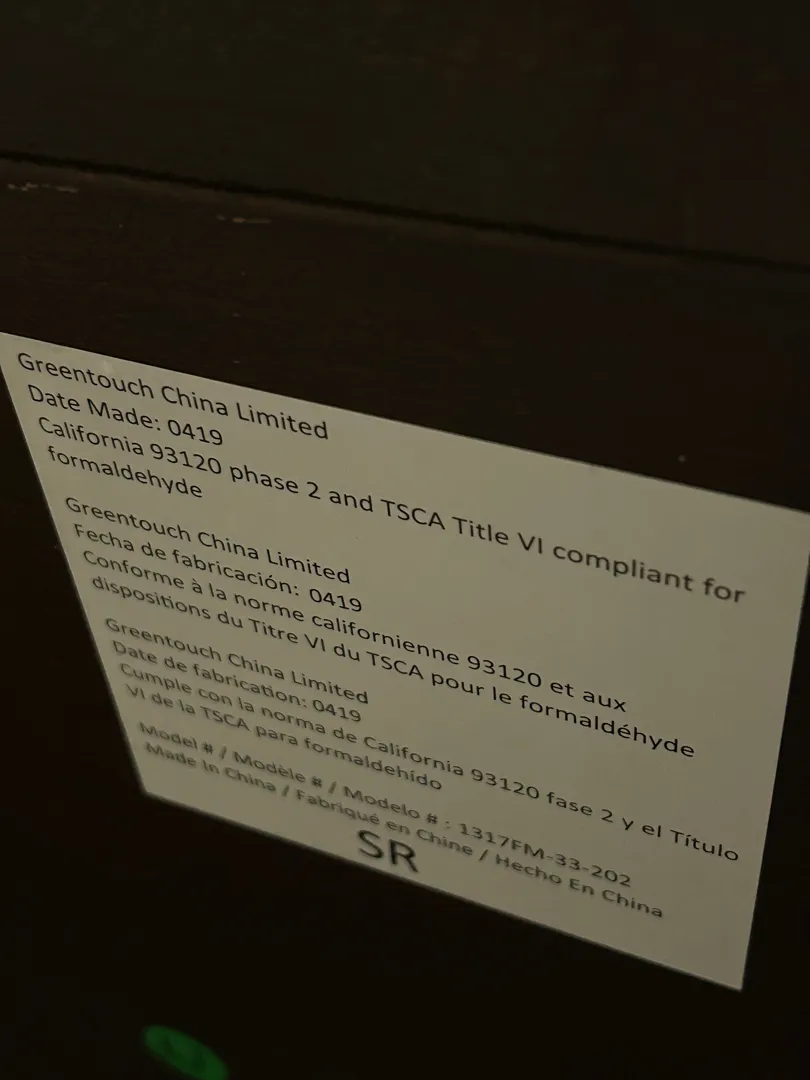 Greentouch China Limited
Date Made: 0419
California 93120 phase 2 and TSCA Title VI compliant for
formaldehyde
Greentouch China Limited
Fecha de fabricación: 0419
Conforme à la norme californienne 93120 et aux
dispositions du Titre VI du TSCA pour le formaldéhyde
Greentouch China Limited
Date de fabrication: 0419
Cumple con la norma de California 93120 fase 2 y el Título
VI de la TSCA para formaldehído
Model # / Modèle # / Modelo # : 1317FM-33-202
Made In China / Fabriqué en Chine / Hecho En China
SR